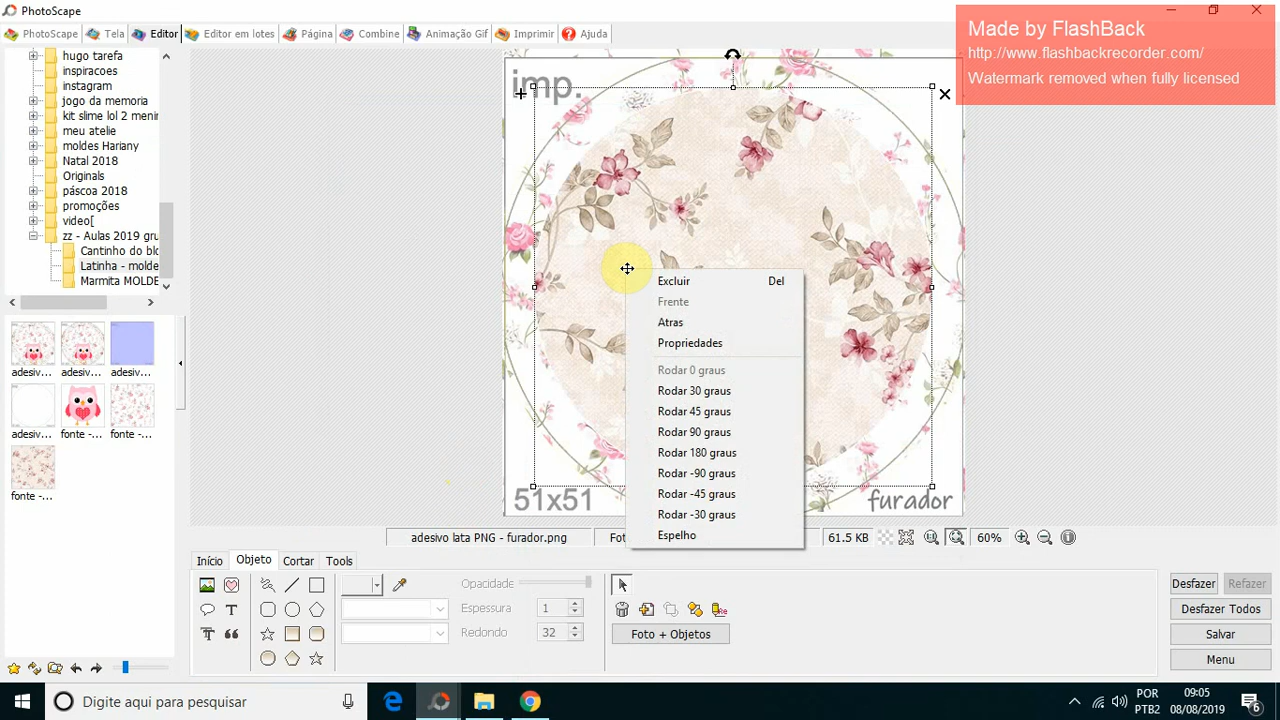 PhotoScape
PhotoScape
Tela
Editor
Editor em lotes
Página
Combine
Animação Gif
Imprimir
Ajuda
Made by FlashBack
http://www.flashbackrecorder.com/
Watermark removed when fully licensed
hugo tarefa
inspiracoes
instagram
jogo da memoria
kit slime lol 2 menin
meu atelie
moldes Hariany
Natal 2018
Originals
páscoa 2018
promoções
video[
zz - Aulas 2019 gru
Cantinho do blo
Latinha - molde
Marmita MOLDE
adesiv...
adesiv...
adesiv...
adesiv...
fonte -...
fonte -...
fonte -...
imp.
51x51
furador
Excluir Del
Frente
Atras
Propriedades
Rodar 0 graus
Rodar 30 graus
Rodar 45 graus
Rodar 90 graus
Rodar 180 graus
Rodar -90 graus
Rodar -45 graus
Rodar -30 graus
Espelho
adesivo lata PNG - furador.png
Fot
61.5 KB
60%
Início
Objeto
Cortar
Tools
Opacidade
Espessura 1
Redondo 32
Foto + Objetos
Desfazer
Refazer
Desfazer Todos
Salvar
Menu
Digite aqui para pesquisar
POR
PTB2
09:05
08/08/2019
6